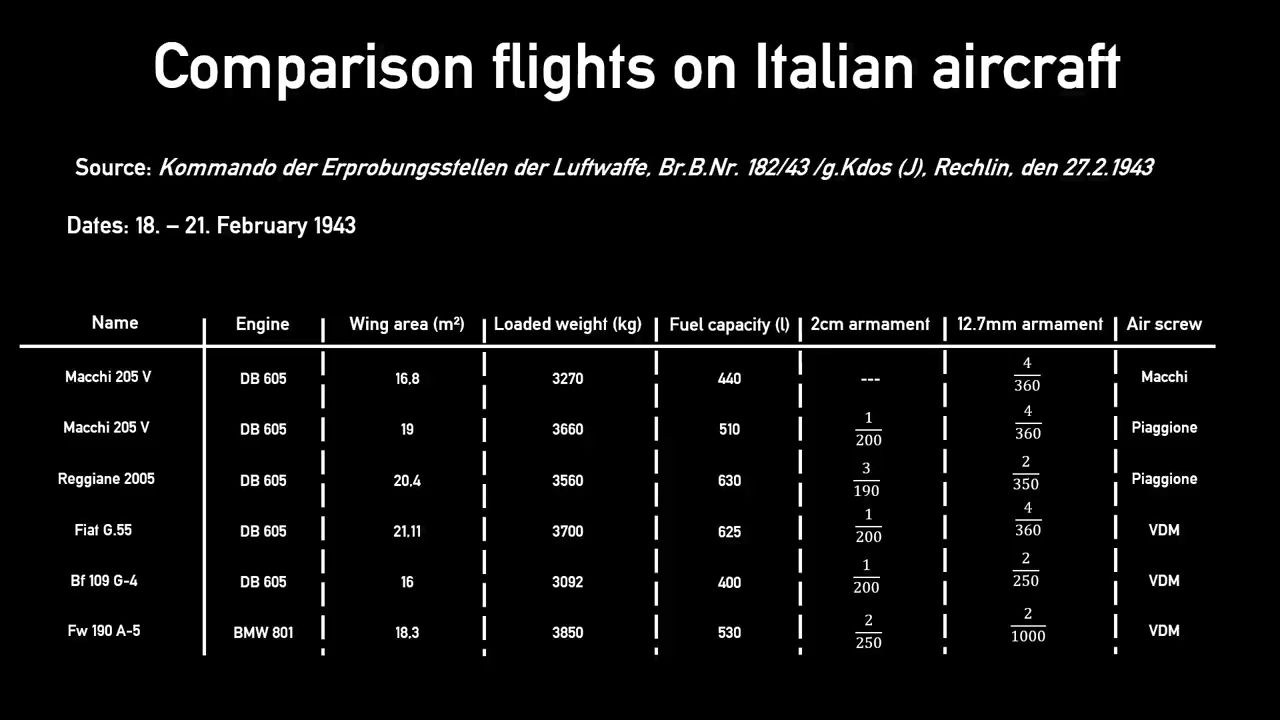 Comparison flights on Italian aircraft
Source: Kommando der Erprobungsstellen der Luftwaffe, Br.B.Nr. 182/43 /g.Kdos (J), Rechlin, den 27.2.1943
Dates: 18. – 21. February 1943
Name Engine Wing area (m²) Loaded weight (kg) Fuel capacity (l) 2cm armament 12.7mm armament Air screw
Macchi 205 V DB 605 16,8 3270 440 --- 4/360 Macchi
Macchi 205 V DB 605 19 3660 510 1/200 4/360 Piaggione
Reggiane 2005 DB 605 20,4 3560 630 3/190 2/350 Piaggione
Fiat G.55 DB 605 21,11 3700 625 1/200 4/360 VDM
Bf 109 G-4 DB 605 16 3092 400 1/200 2/250 VDM
Fw 190 A-5 BMW 801 18,3 3850 530 2/250 2/1000 VDM